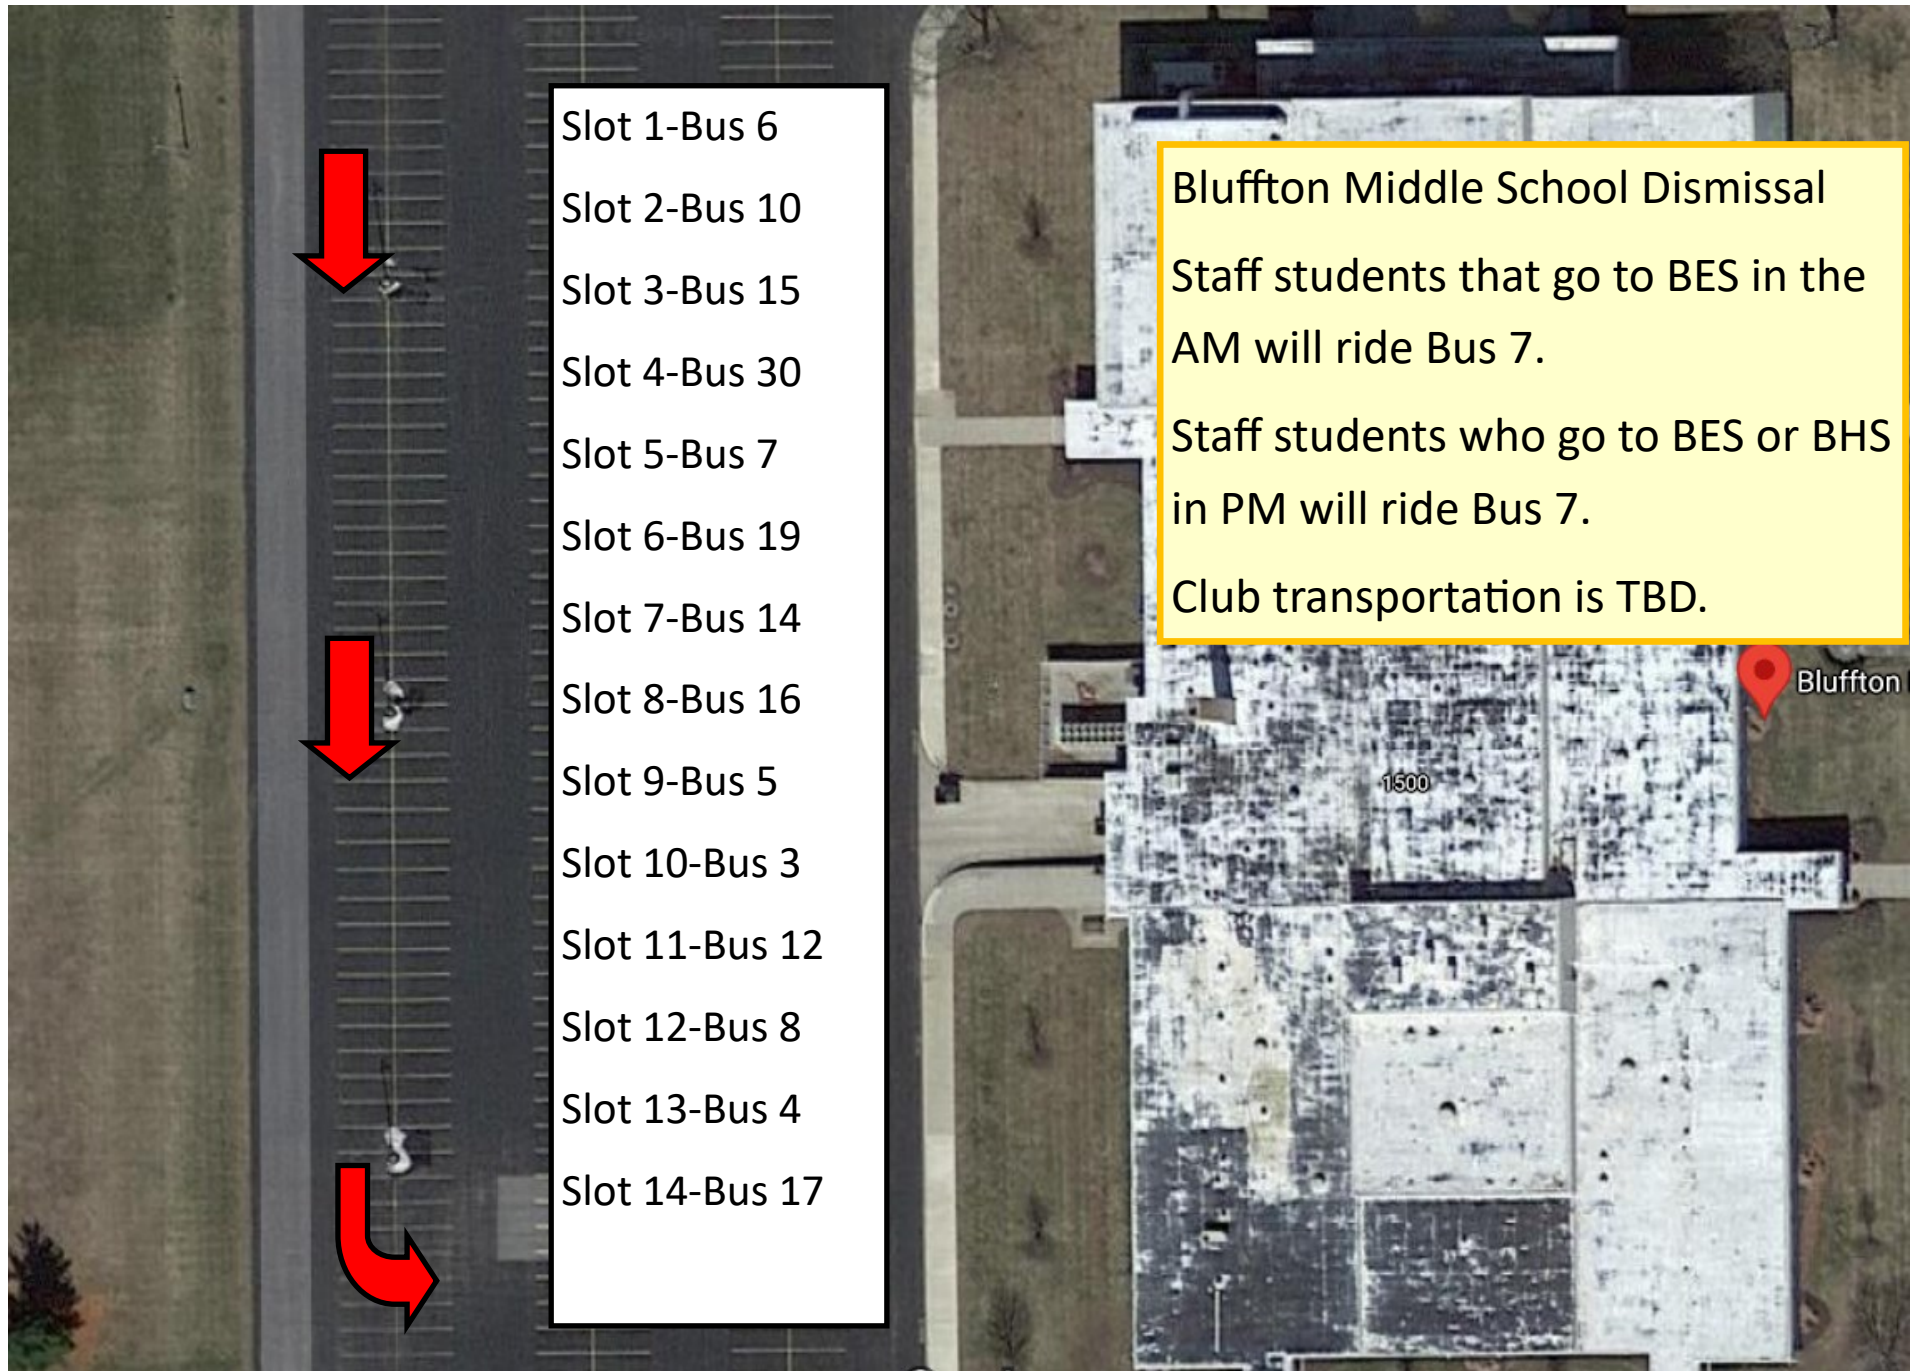 Slot 1-Bus 6
Slot 2-Bus 10
Slot 3-Bus 15
Slot 4-Bus 30
Slot 5-Bus 7
Slot 6-Bus 19
Slot 7-Bus 14
Slot 8-Bus 16
Slot 9-Bus 5
Slot 10-Bus 3
Slot 11-Bus 12
Slot 12-Bus 8
Slot 13-Bus 4
Slot 14-Bus 17
Bluffton Middle School Dismissal
Staff students that go to BES in the
AM will ride Bus 7.
Staff students who go to BES or BHS
in PM will ride Bus 7.
Club transportation is TBD.
Bluffton
1500